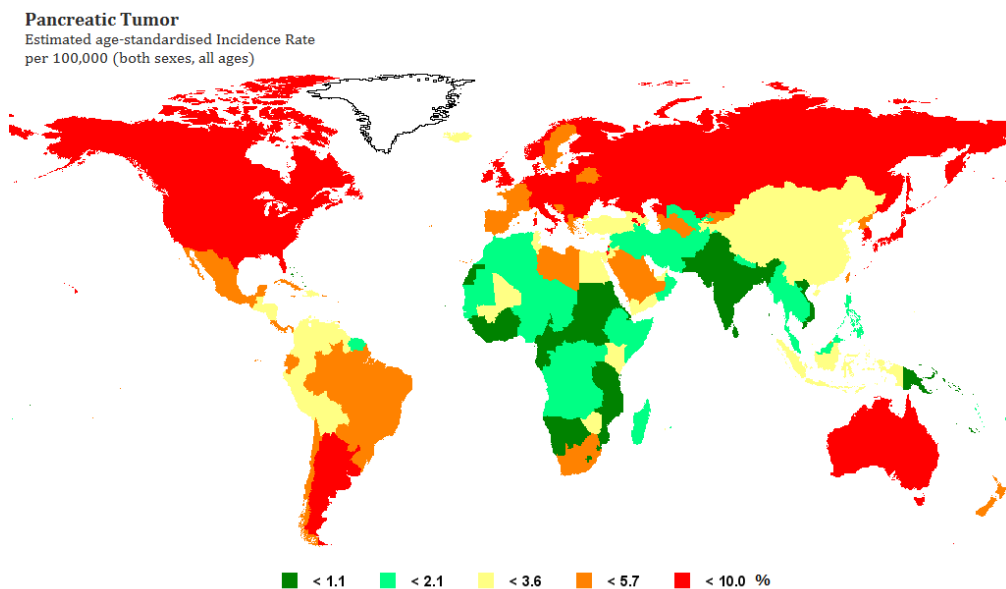 Pancreatic Tumor
Estimated age-standardised Incidence Rate
per 100,000 (both sexes, all ages)
< 1.1 < 2.1 < 3.6 < 5.7 < 10.0 %